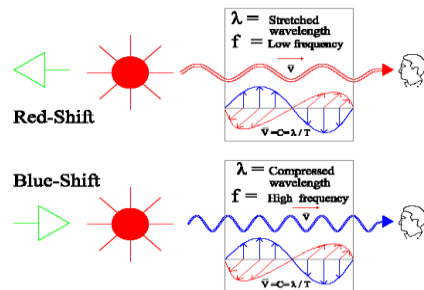 λ = Stretched
wavelength
f = Low frequency
v
V=C=λ/T
Red-Shift
Blue-Shift
λ = Compressed
wavelength
f = High frequency
v
V=C=λ/T